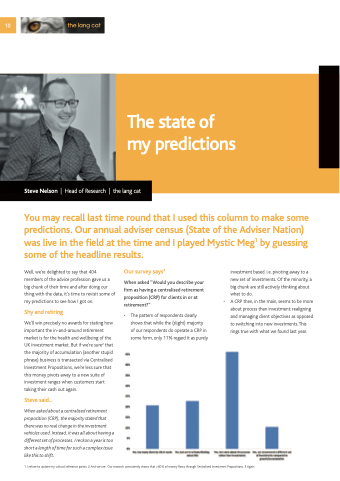 18
the lang cat
The state of
my predictions
Steve Nelson | Head of Research | the lang cat
You may recall last time round that I used this column to make some
predictions. Our annual adviser census (State of the Adviser Nation)
was live in the field at the time and I played Mystic Meg¹ by guessing
some of the headline results.
Well, we're delighted to say that 404
members of the advice profession gave us a
big chunk of their time and after doing our
thing with the data, it's time to revisit some of
my predictions to see how I got on.
Shy and retiring
We'll win precisely no awards for stating how
important the in-and-around retirement
market is for the health and wellbeing of the
UK investment market. But if we're sure² that
the majority of accumulation (another stupid
phrase) business is transacted via Centralised
Investment Propositions, we're less sure that
this money pivots away to a new suite of
investment ranges when customers start
taking their cash out again.
Steve said…
When asked about a centralised retirement
proposition (CRP), the majority stated that
there was no real change in the investment
vehicles used. Instead, it was all about having a
different set of processes. I reckon a year is too
short a length of time for such a complex issue
like this to shift.
Our survey says³
When asked "Would you describe your
firm as having a centralised retirement
proposition (CRP) for clients in or at
retirement?"
• The pattern of respondents clearly
shows that while the (slight) majority
of our respondents do operate a CRP in
some form, only 11% regard it as purely
investment based i.e. pivoting away to a
new set of investments. Of the minority, a
big chunk are still actively thinking about
what to do.
• A CRP then, in the main, seems to be more
about process than investment realigning
and managing client objectives as opposed
to switching into new investments. This
rings true with what we found last year.